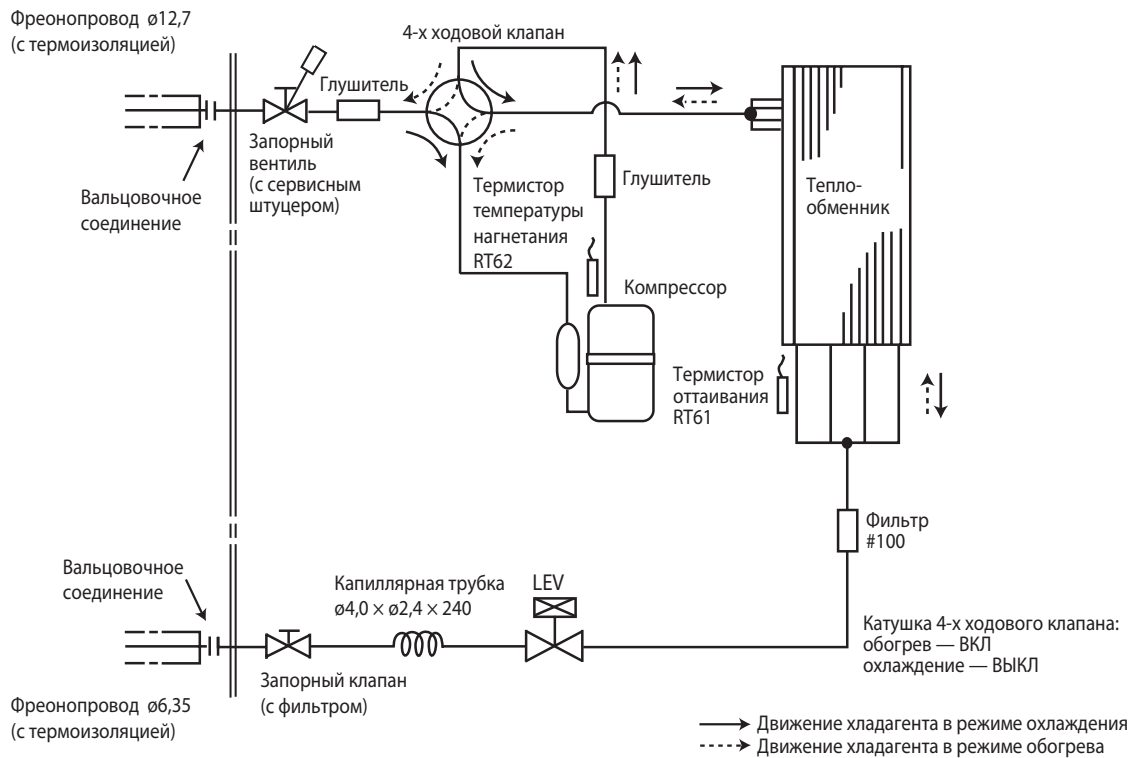 Фреонопровод ø12,7
(с термоизоляцией)
4-х ходовой клапан
Глушитель
Запорный
вентиль
(с сервисным
штуцером)
Вальцовочное
соединение
Термистор
температуры
нагнетания
RT62
Глушитель
Тепло-
обменник
Компрессор
Термистор
оттаивания
RT61
Фильтр
#100
Вальцовочное
соединение
Капиллярная трубка
ø4,0 × ø2,4 × 240
LEV
Катушка 4-х ходового клапана:
обогрев — ВКЛ
охлаждение — ВЫКЛ
Запорный клапан
(с фильтром)
Фреонопровод ø6,35
(с термоизоляцией)
Движение хладагента в режиме охлаждения
Движение хладагента в режиме обогрева